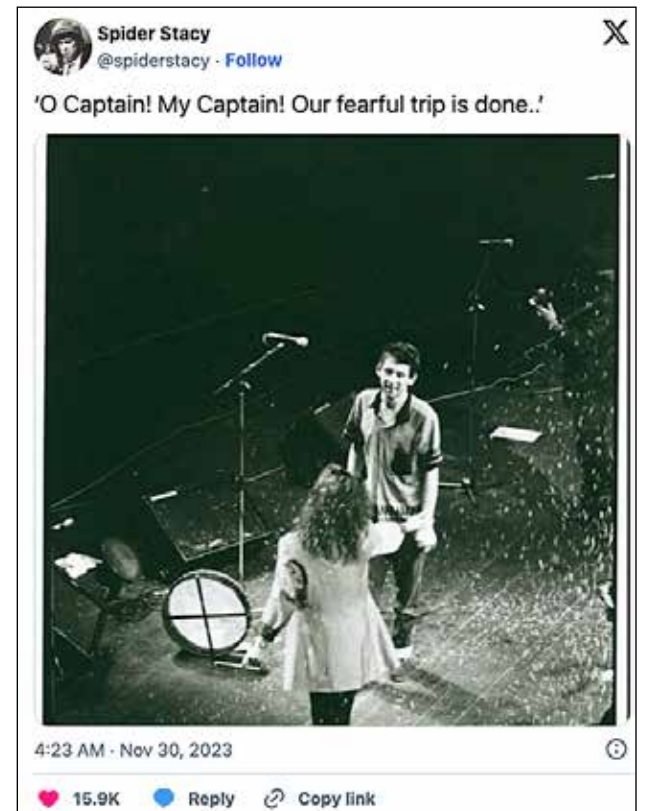 Spider Stacy
@spiderstacy · Follow
'O Captain! My Captain! Our fearful trip is done..'
4:23 AM · Nov 30, 2023
15.9K Reply Copy link